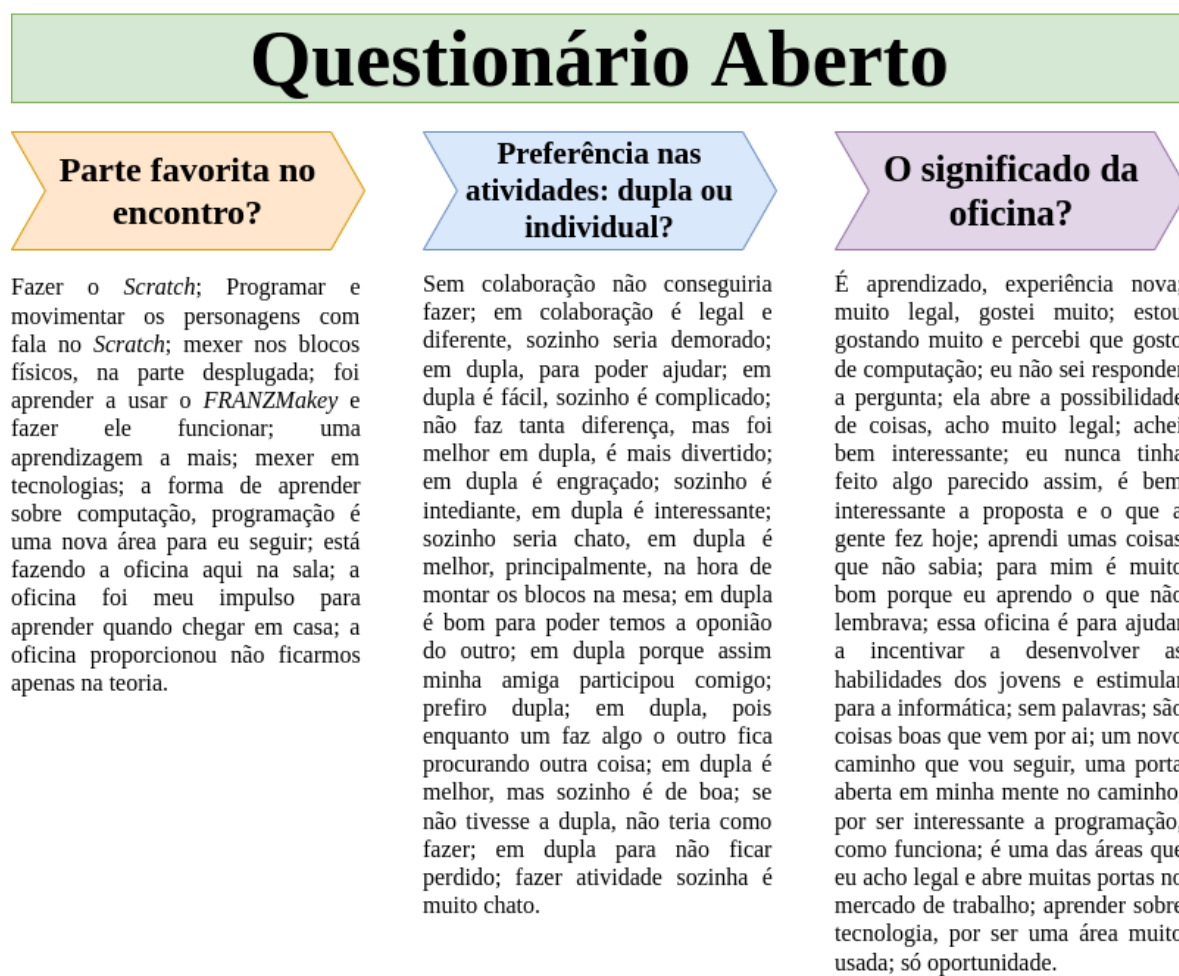 Questionário Aberto
Parte favorita no
encontro?
Fazer o Scratch; Programar e
movimentar os personagens com
fala no Scratch; mexer nos blocos
físicos, na parte desplugada; foi
aprender a usar o FRANZMakey e
fazer ele funcionar; uma
aprendizagem a mais; mexer em
tecnologias; a forma de aprender
sobre computação, programação é
uma nova área para eu seguir; está
fazendo a oficina aqui na sala; a
oficina foi meu impulso para
aprender quando chegar em casa; a
oficina proporcionou não ficarmos
apenas na teoria.
Preferência nas
atividades: dupla ou
individual?
Sem colaboração não conseguiria
fazer; em colaboração é legal e
diferente, sozinho seria demorado;
em dupla, para poder ajudar; em
dupla é fácil, sozinho é complicado;
não faz tanta diferença, mas foi
melhor em dupla, é mais divertido;
em dupla é engraçado; sozinho é
intediante, em dupla é interessante;
sozinho seria chato, em dupla é
melhor, principalmente, na hora de
montar os blocos na mesa; em dupla
é bom para poder temos a oponião
do outro; em dupla porque assim
minha amiga participou comigo;
prefiro dupla; em dupla, pois
enquanto um faz algo o outro fica
procurando outra coisa; em dupla é
melhor, mas sozinho é de boa; se
não tivesse a dupla, não teria como
fazer; em dupla para não ficar
perdido; fazer atividade sozinha é
muito chato.
O significado da
oficina?
É aprendizado, experiência nova;
muito legal, gostei muito; estou
gostando muito e percebi que gosto
de computação; eu não sei responder
a pergunta; ela abre a possibilidade
de coisas, acho muito legal; achei
bem interessante; eu nunca tinha
feito algo parecido assim, é bem
interessante a proposta e o que a
gente fez hoje; aprendi umas coisas
que não sabia; para mim é muito
bom porque eu aprendo o que não
lembrava; essa oficina é para ajudar
a incentivar a desenvolver as
habilidades dos jovens e estimular
para a informática; sem palavras; são
coisas boas que vem por ai; um novo
caminho que vou seguir, uma porta
aberta em minha mente no caminho,
por ser interessante a programação,
como funciona; é uma das áreas que
eu acho legal e abre muitas portas no
mercado de trabalho; aprender sobre
tecnologia, por ser uma área muito
usada; só oportunidade.